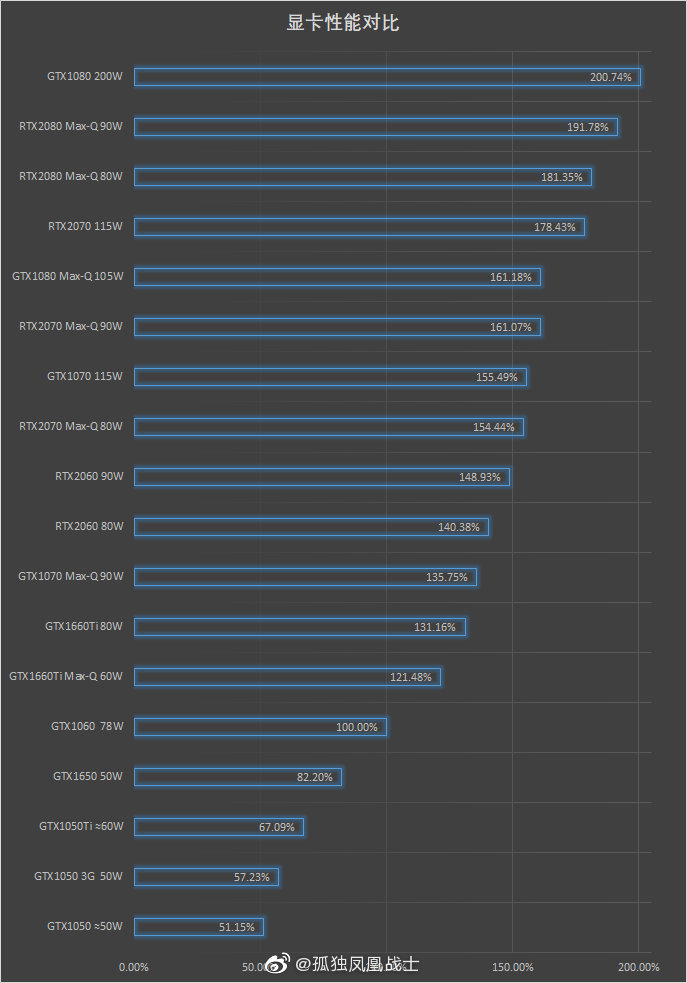 显卡性能对比
GTX1080 200W 200.74%
RTX2080 Max-Q 90W 191.78%
RTX2080 Max-Q 80W 181.35%
RTX2070 115W 178.43%
GTX1080 Max-Q 105W 161.18%
RTX2070 Max-Q 90W 161.07%
GTX1070 115W 155.49%
RTX2070 Max-Q 80W 154.44%
RTX2060 90W 148.93%
RTX2060 80W 140.38%
GTX1070 Max-Q 90W 135.75%
GTX1660Ti 80W 131.16%
GTX1660Ti Max-Q 60W 121.48%
GTX1060 78W 100.00%
GTX1650 50W 82.20%
GTX1050Ti ≈60W 67.09%
GTX1050 3G 50W 57.23%
GTX1050 ≈50W 51.15%
0.00% 150.00% 200.00%
@孤独凤凰战士